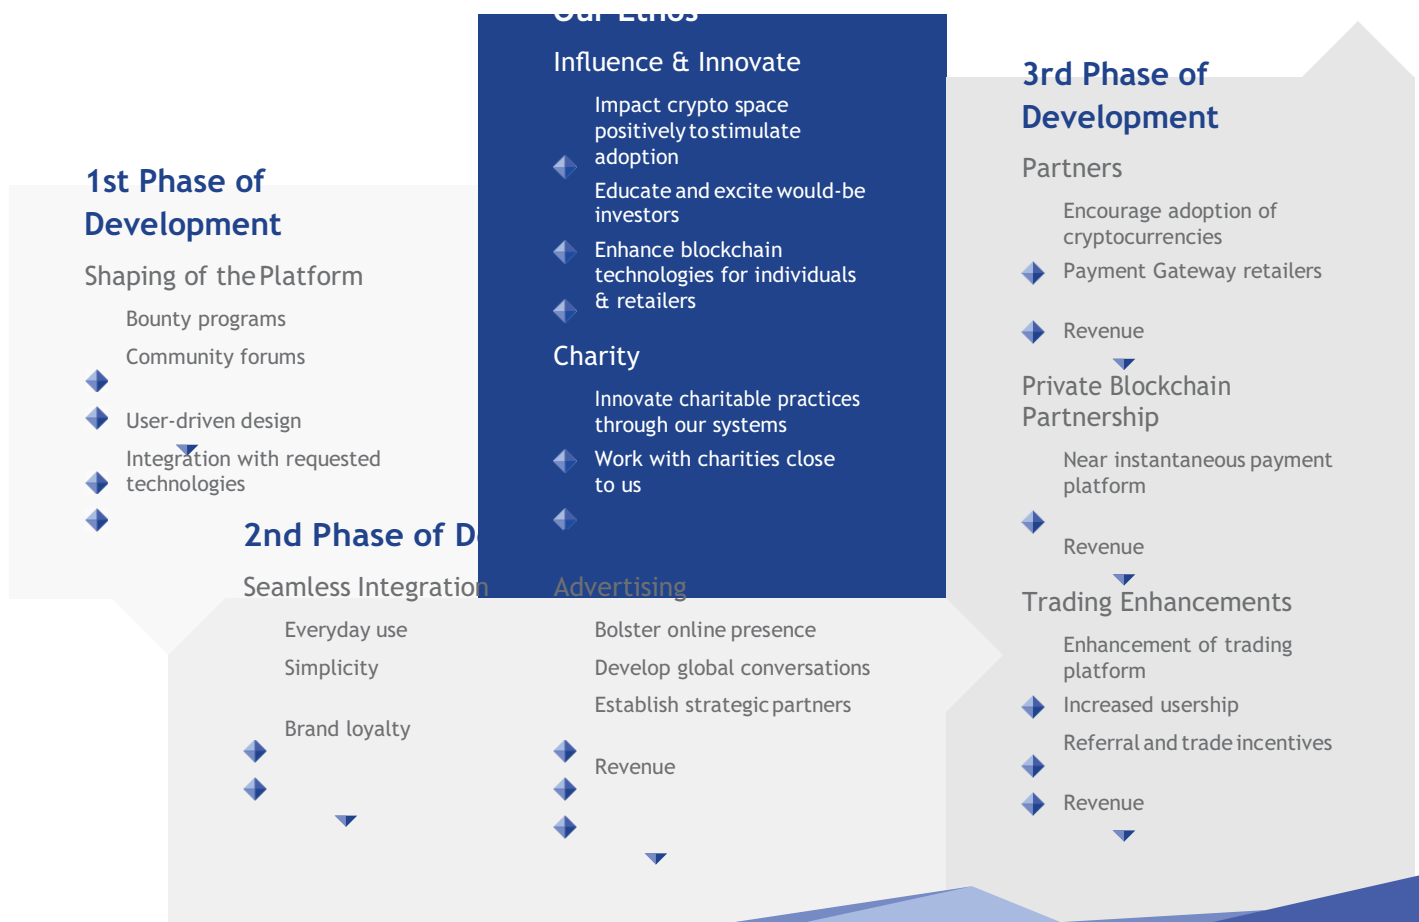 1st Phase of
Development
Shaping of the Platform
Bounty programs
Community forums
User-driven design
Integration with requested
technologies
2nd Phase of D
Seamless Integration
Everyday use
Simplicity
Brand loyalty
Our Ethos
Influence & Innovate
Impact crypto space
positively to stimulate
adoption
Educate and excite would-be
investors
Enhance blockchain
technologies for individuals
& retailers
Charity
Innovate charitable practices
through our systems
Work with charities close
to us
Advertising
Bolster online presence
Develop global conversations
Establish strategic partners
Revenue
3rd Phase of
Development
Partners
Encourage adoption of
cryptocurrencies
Payment Gateway retailers
Revenue
Private Blockchain
Partnership
Near instantaneous payment
platform
Revenue
Trading Enhancements
Enhancement of trading
platform
Increased usership
Referral and trade incentives
Revenue